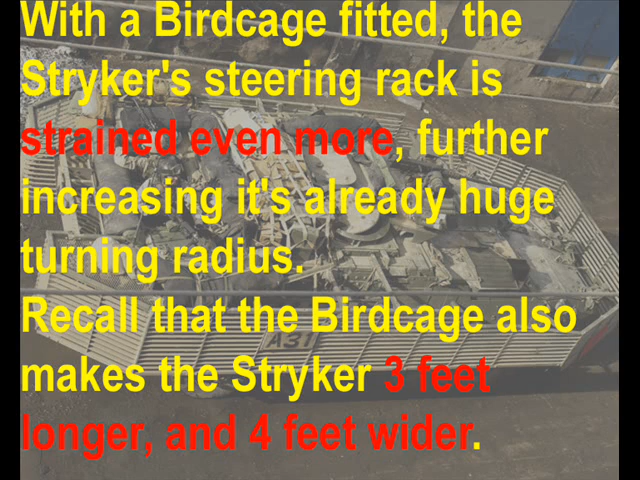 With a Birdcage fitted, the
Stryker's steering rack is
strained even more, further
increasing it's already huge
turning radius.
Recall that the Birdcage also
makes the Stryker 3 feet
longer, and 4 feet wider.
A31